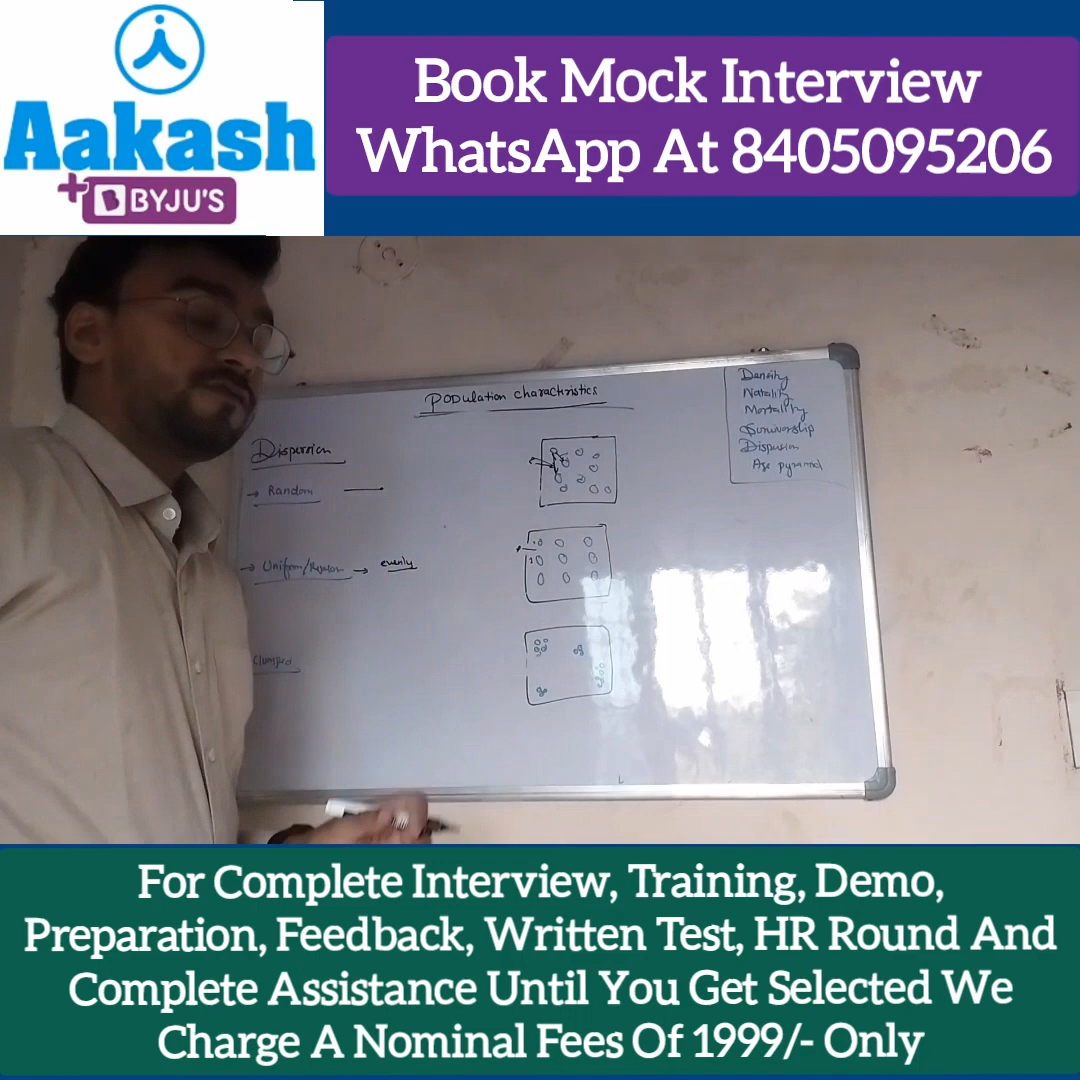 Aakash
+ BYJU'S
Book Mock Interview
WhatsApp At 8405095206
Population characteristics
Density
Natality
Mortality
Survivorship
Dispersion
Age pyramid
Dispersion
→ Random
→ Uniform/Regular → evenly
Clumped
For Complete Interview, Training, Demo,
Preparation, Feedback, Written Test, HR Round And
Complete Assistance Until You Get Selected We
Charge A Nominal Fees Of 1999/- Only